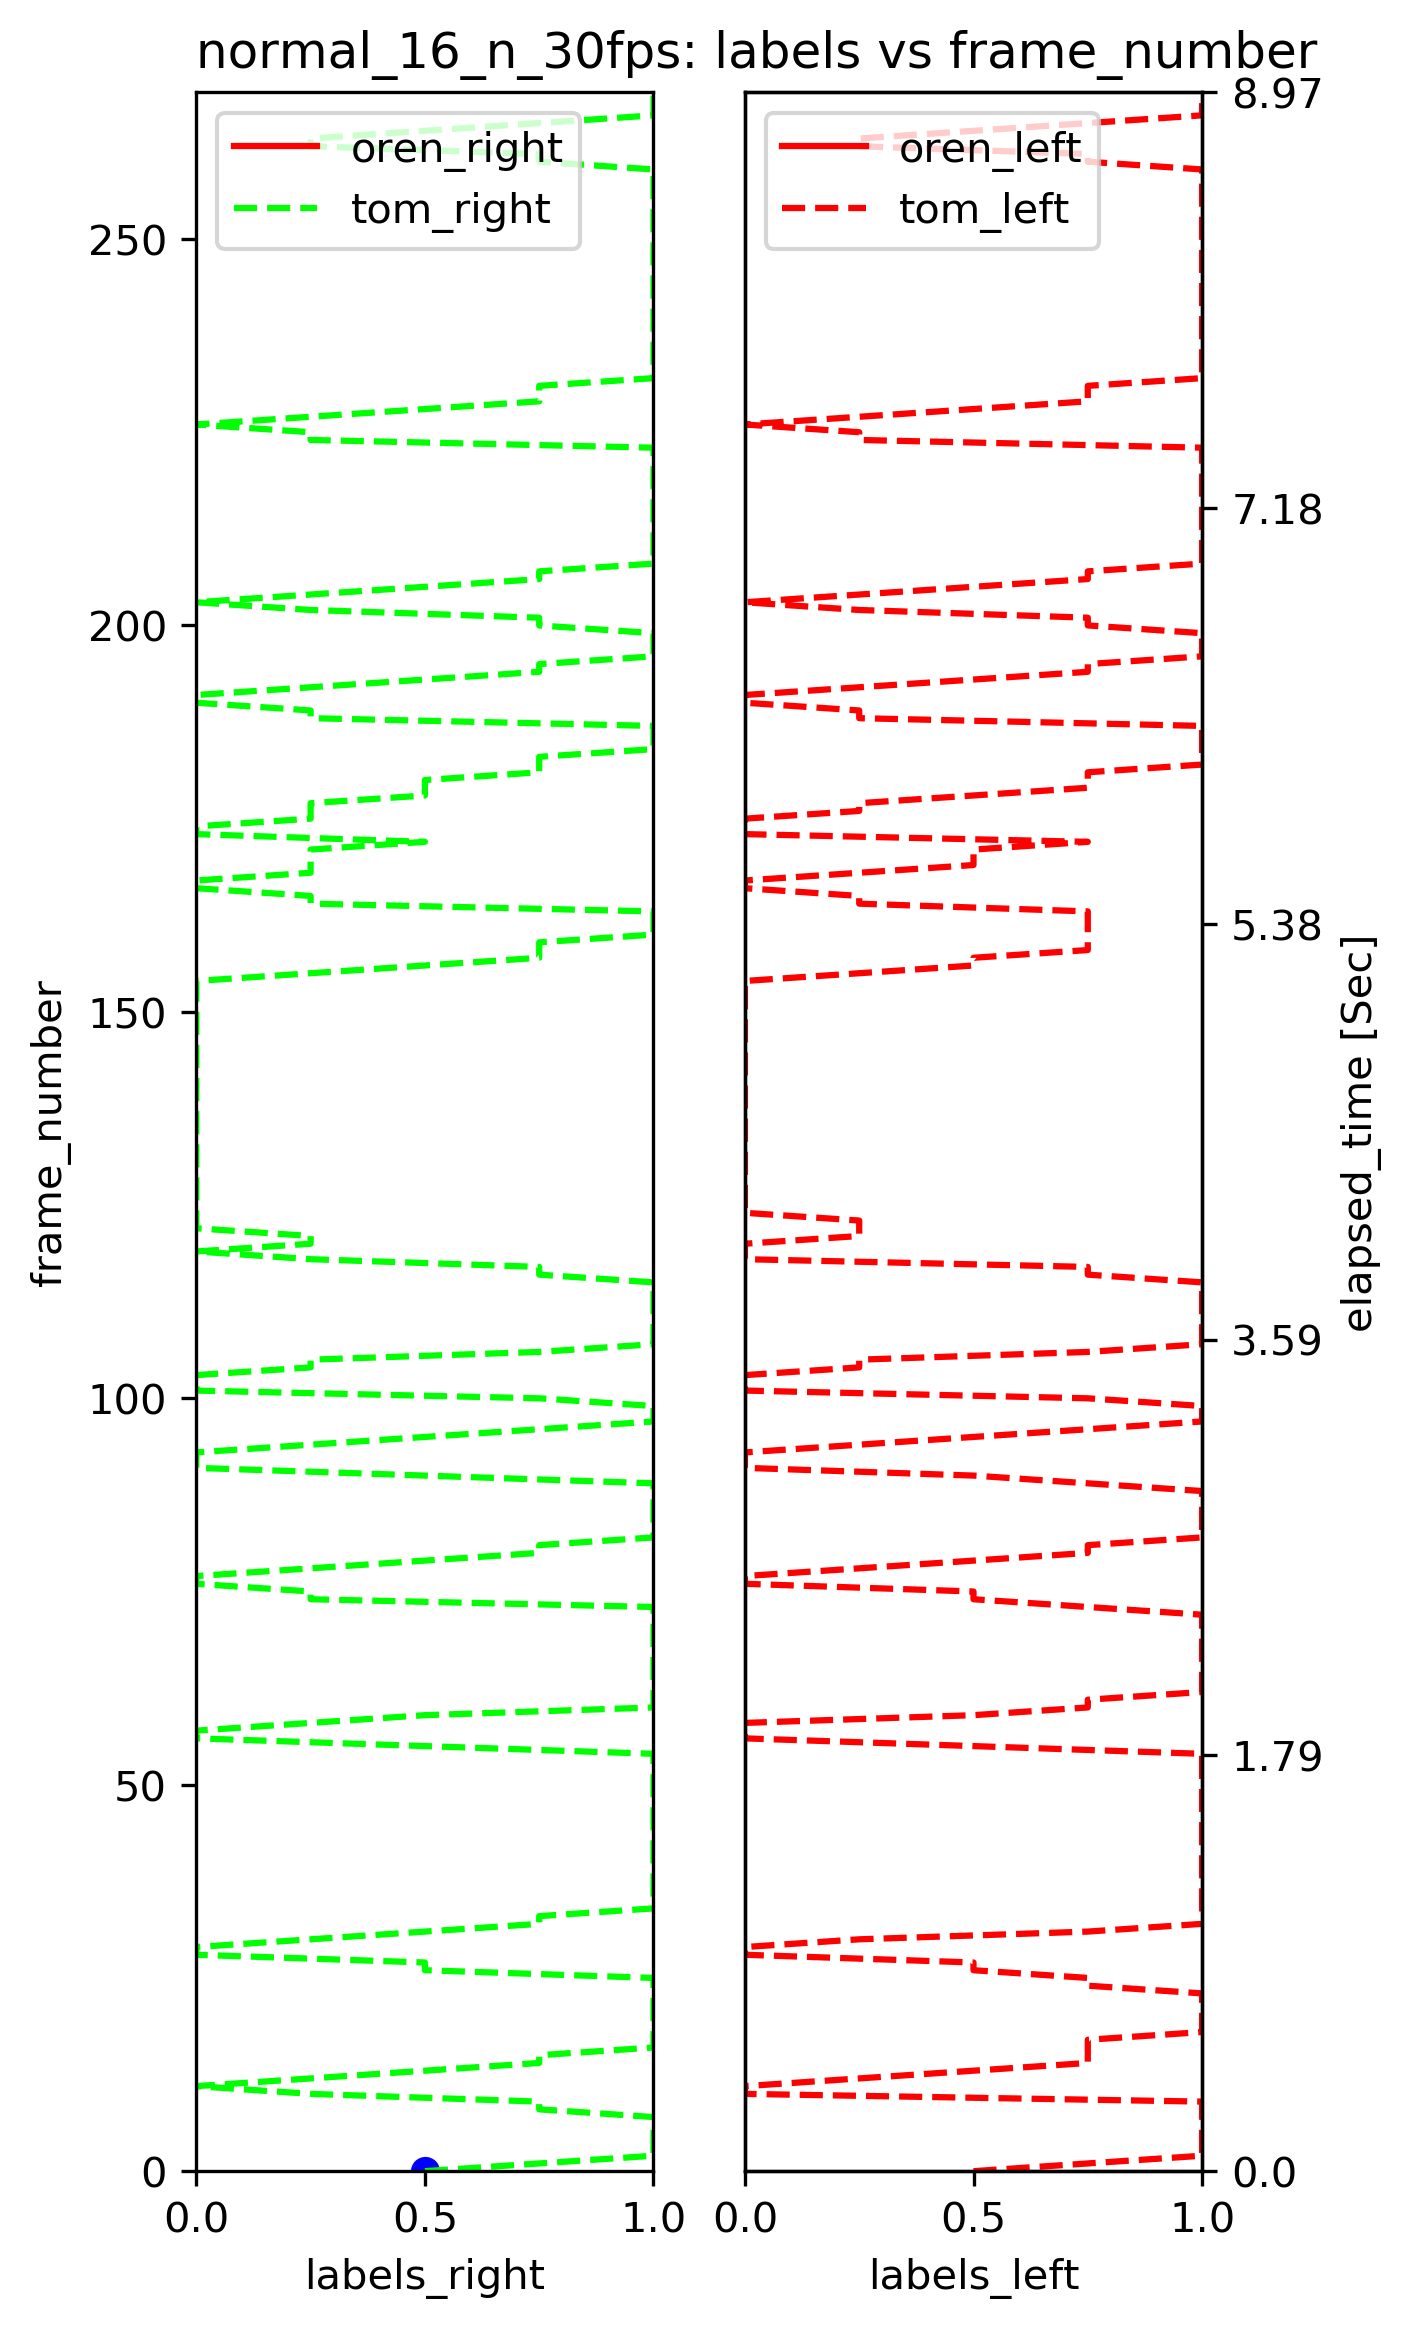 normal_16_n_30fps: labels vs frame_number
oren_right
tom_right
oren_left
tom_left
8.97
250
7.18
200
5.38
150
3.59
100
1.79
50
0
0.0
frame_number
elapsed_time [Sec]
0.0 0.5 1.0 0.0 0.5 1.0
labels_right labels_left